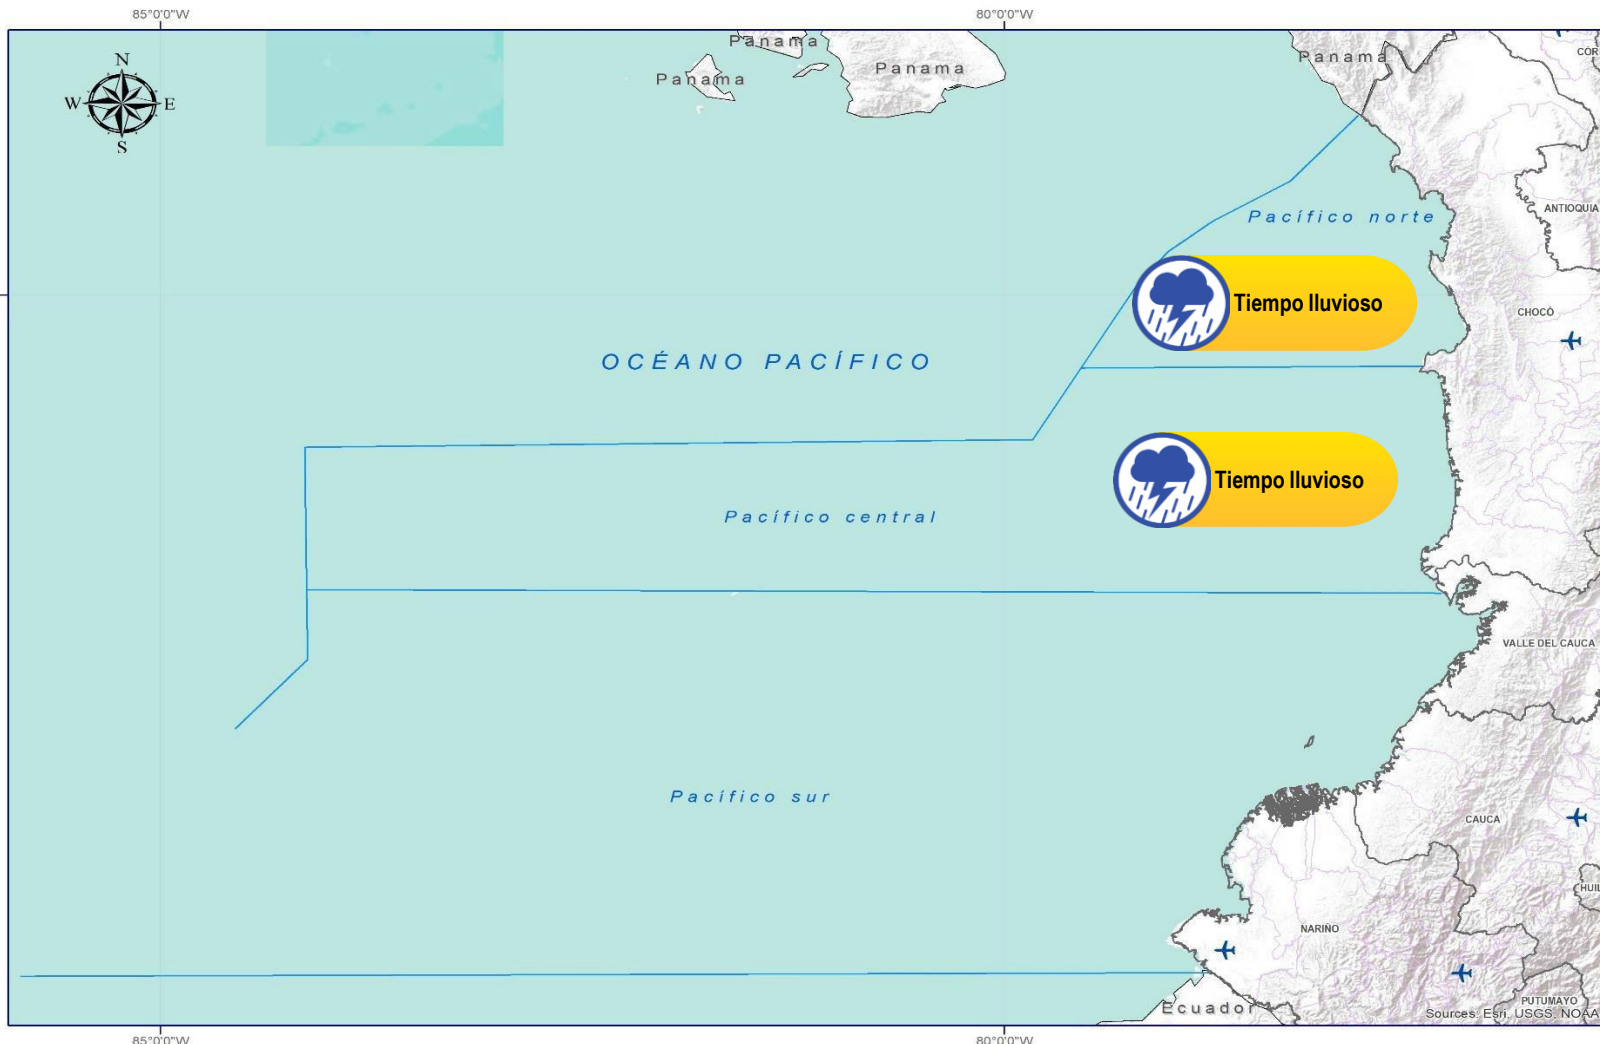 85°0'0"W
80°0'0"W
N
W
E
S
Panama
Panama
Panama
Panama
COR
ANTIOQUIA
Pacífico norte
Tiempo lluvioso
CHOCÓ
OCÉANO PACÍFICO
Tiempo lluvioso
Pacífico central
VALLE DEL CAUCA
Pacífico sur
CAUCA
HUIL
NARIÑO
PUTUMAYO
Ecuador
Sources: Esri, USGS, NOAA
85°0'0"W
80°0'0"W